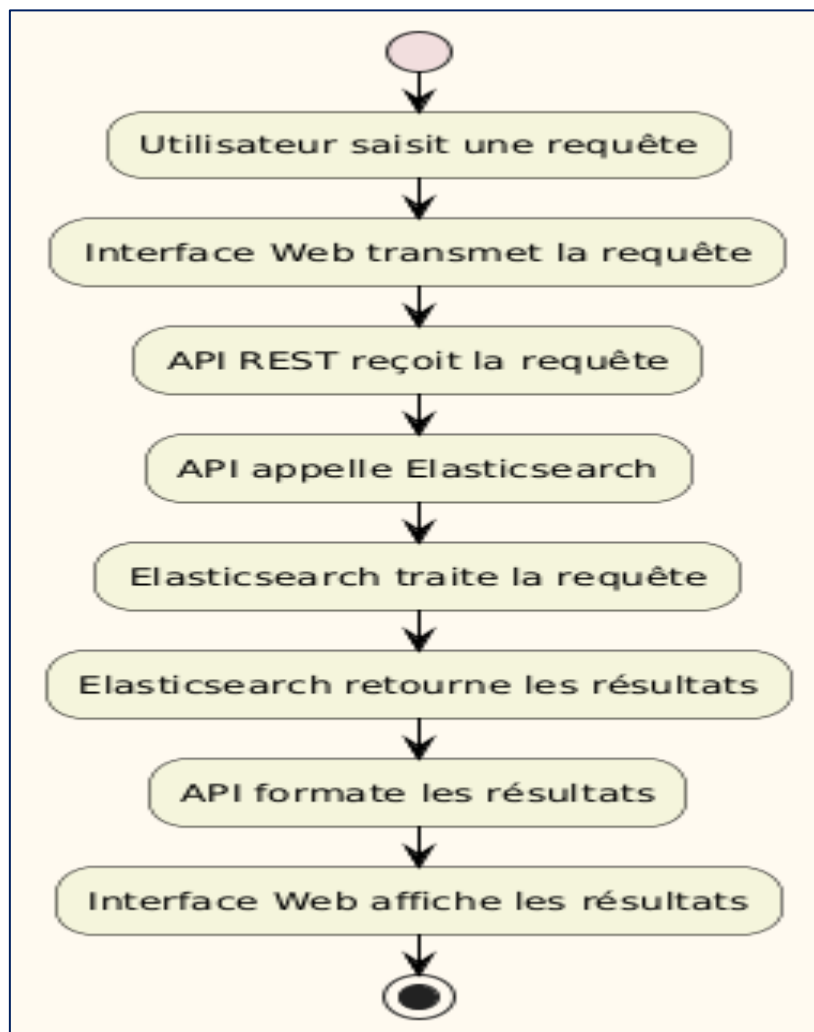 Utilisateur saisit une requête
Interface Web transmet la requête
API REST reçoit la requête
API appelle Elasticsearch
Elasticsearch traite la requête
Elasticsearch retourne les résultats
API formate les résultats
Interface Web affiche les résultats